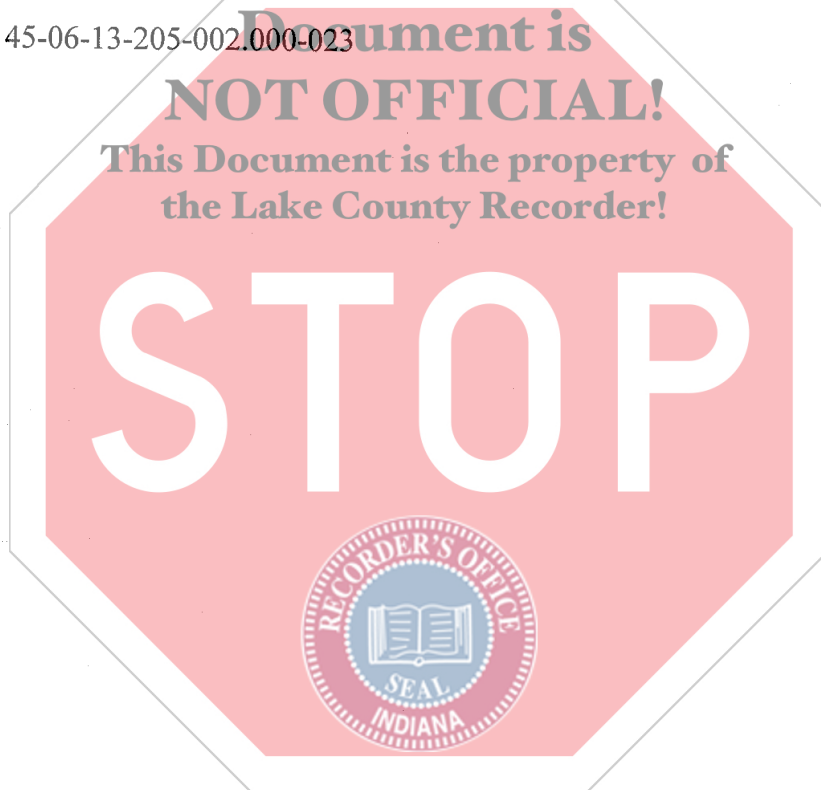 45-06-13-205-002.000-023
Document is
NOT OFFICIAL!
This Document is the property of
the Lake County Recorder!
STOP
RECORDER'S OFFICE
SEAL
INDIANA